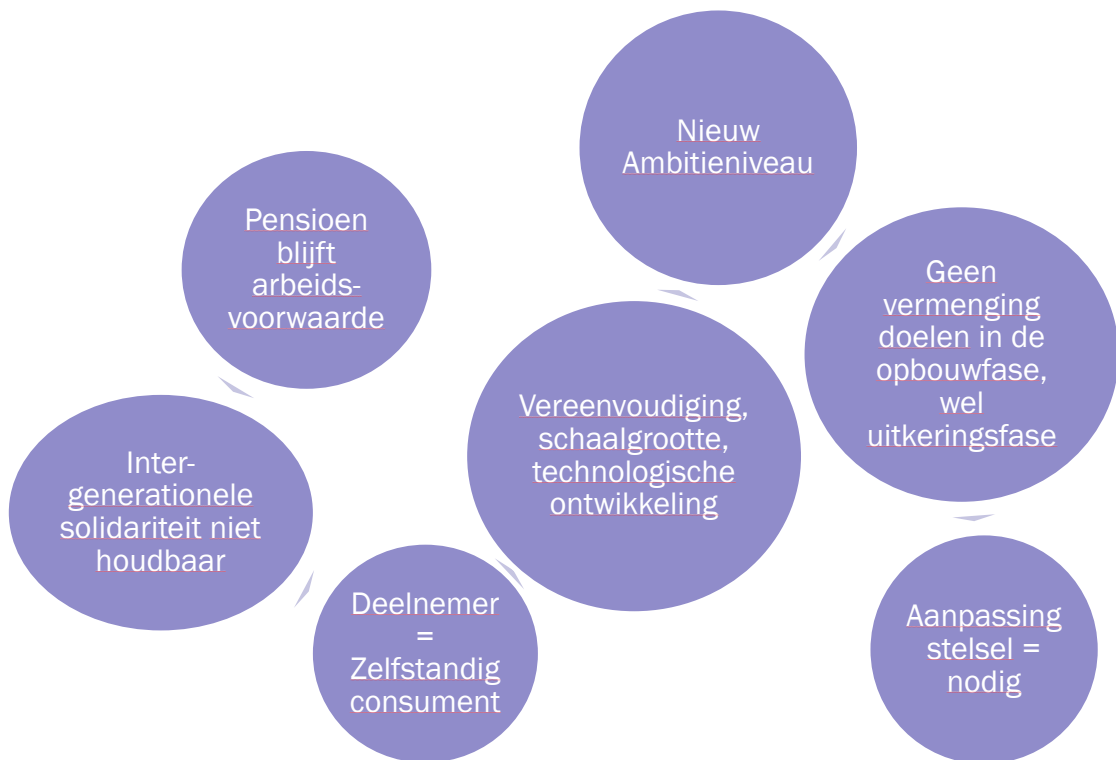 Pensioen
blijft
arbeids-
voorwaarde
Inter-
generationele
solidariteit niet
houdbaar
Deelnemer
=
Zelfstandig
consument
Vereenvoudiging,
schaalgrootte,
technologische
ontwikkeling
Nieuw
Ambitieniveau
Geen
vermenging
doelen in de
opbouwfase,
wel
uitkeringsfase
Aanpassing
stelsel =
nodig